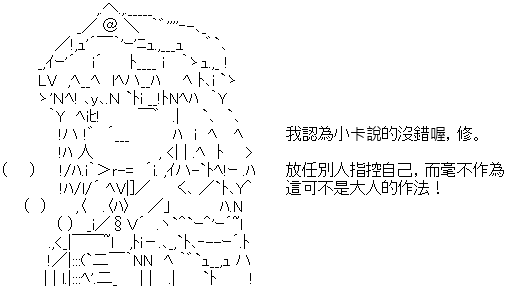 我認為小卡說的沒錯喔，修。
放任別人指控自己，而毫不作為
這可不是大人的作法！